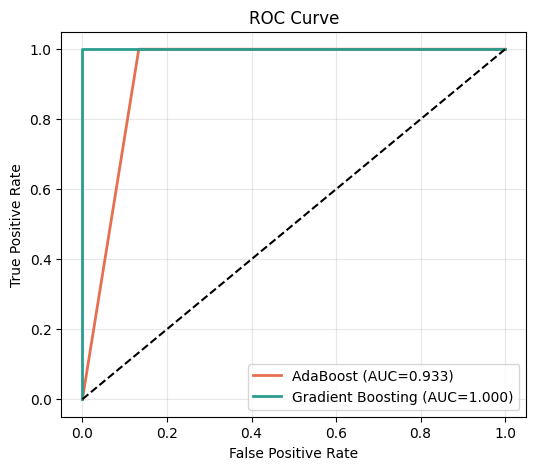 ROC Curve
True Positive Rate
1.0
0.8
0.6
0.4
0.2
0.0
AdaBoost (AUC=0.933)
Gradient Boosting (AUC=1.000)
0.0 0.2 0.4 0.6 0.8 1.0
False Positive Rate